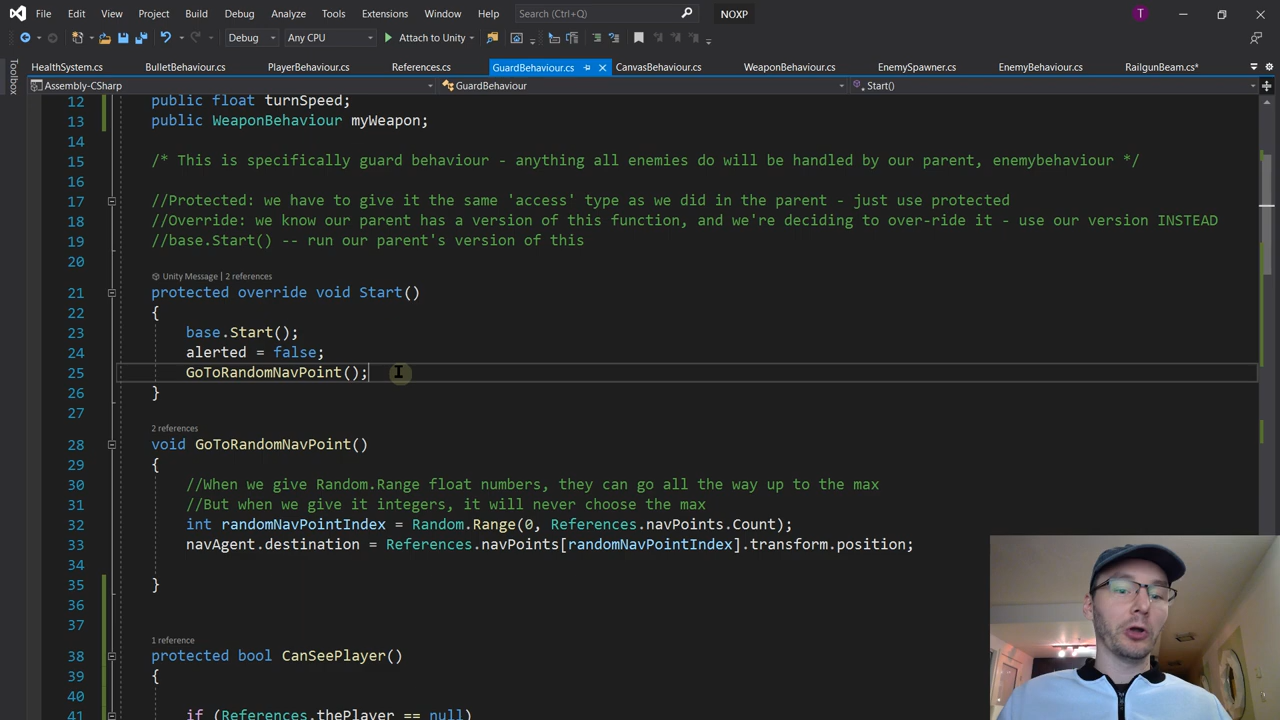 File Edit View Project Build Debug Analyze Tools Extensions Window Help Search (Ctrl+Q) NOXP T
Debug Any CPU Attach to Unity
Toolbox
HealthSystem.cs BulletBehaviour.cs PlayerBehaviour.cs References.cs GuardBehaviour.cs CanvasBehaviour.cs WeaponBehaviour.cs EnemySpawner.cs EnemyBehaviour.cs RailgunBeam.cs*
Assembly-CSharp GuardBehaviour Start()
12 public float turnSpeed;
13 public WeaponBehaviour myWeapon;
14
15 /* This is specifically guard behaviour - anything all enemies do will be handled by our parent, enemybehaviour */
16
17 //Protected: we have to give it the same 'access' type as we did in the parent - just use protected
18 //Override: we know our parent has a version of this function, and we're deciding to over-ride it - use our version INSTEAD
19 //base.Start() -- run our parent's version of this
20
Unity Message | 2 references
21 protected override void Start()
22 {
23 base.Start();
24 alerted = false;
25 GoToRandomNavPoint();
26 }
27
2 references
28 void GoToRandomNavPoint()
29 {
30 //When we give Random.Range float numbers, they can go all the way up to the max
31 //But when we give it integers, it will never choose the max
32 int randomNavPointIndex = Random.Range(0, References.navPoints.Count);
33 navAgent.destination = References.navPoints[randomNavPointIndex].transform.position;
34
35 }
36
37
1 reference
38 protected bool CanSeePlayer()
39 {
40
41 if (References.thePlayer == null)